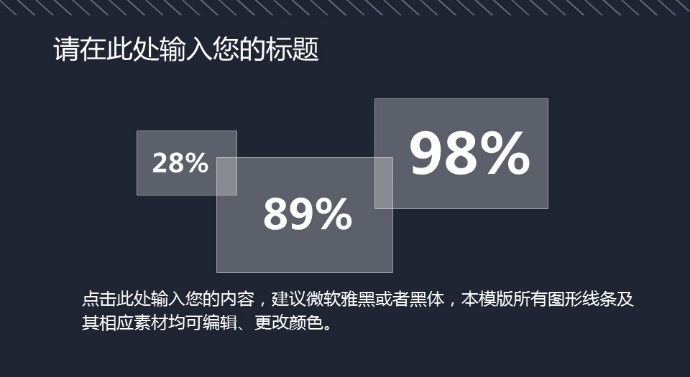 请在此处输入您的标题
28%
89%
98%
点击此处输入您的内容，建议微软雅黑或者黑体，本模版所有图形线条及
其相应素材均可编辑、更改颜色。